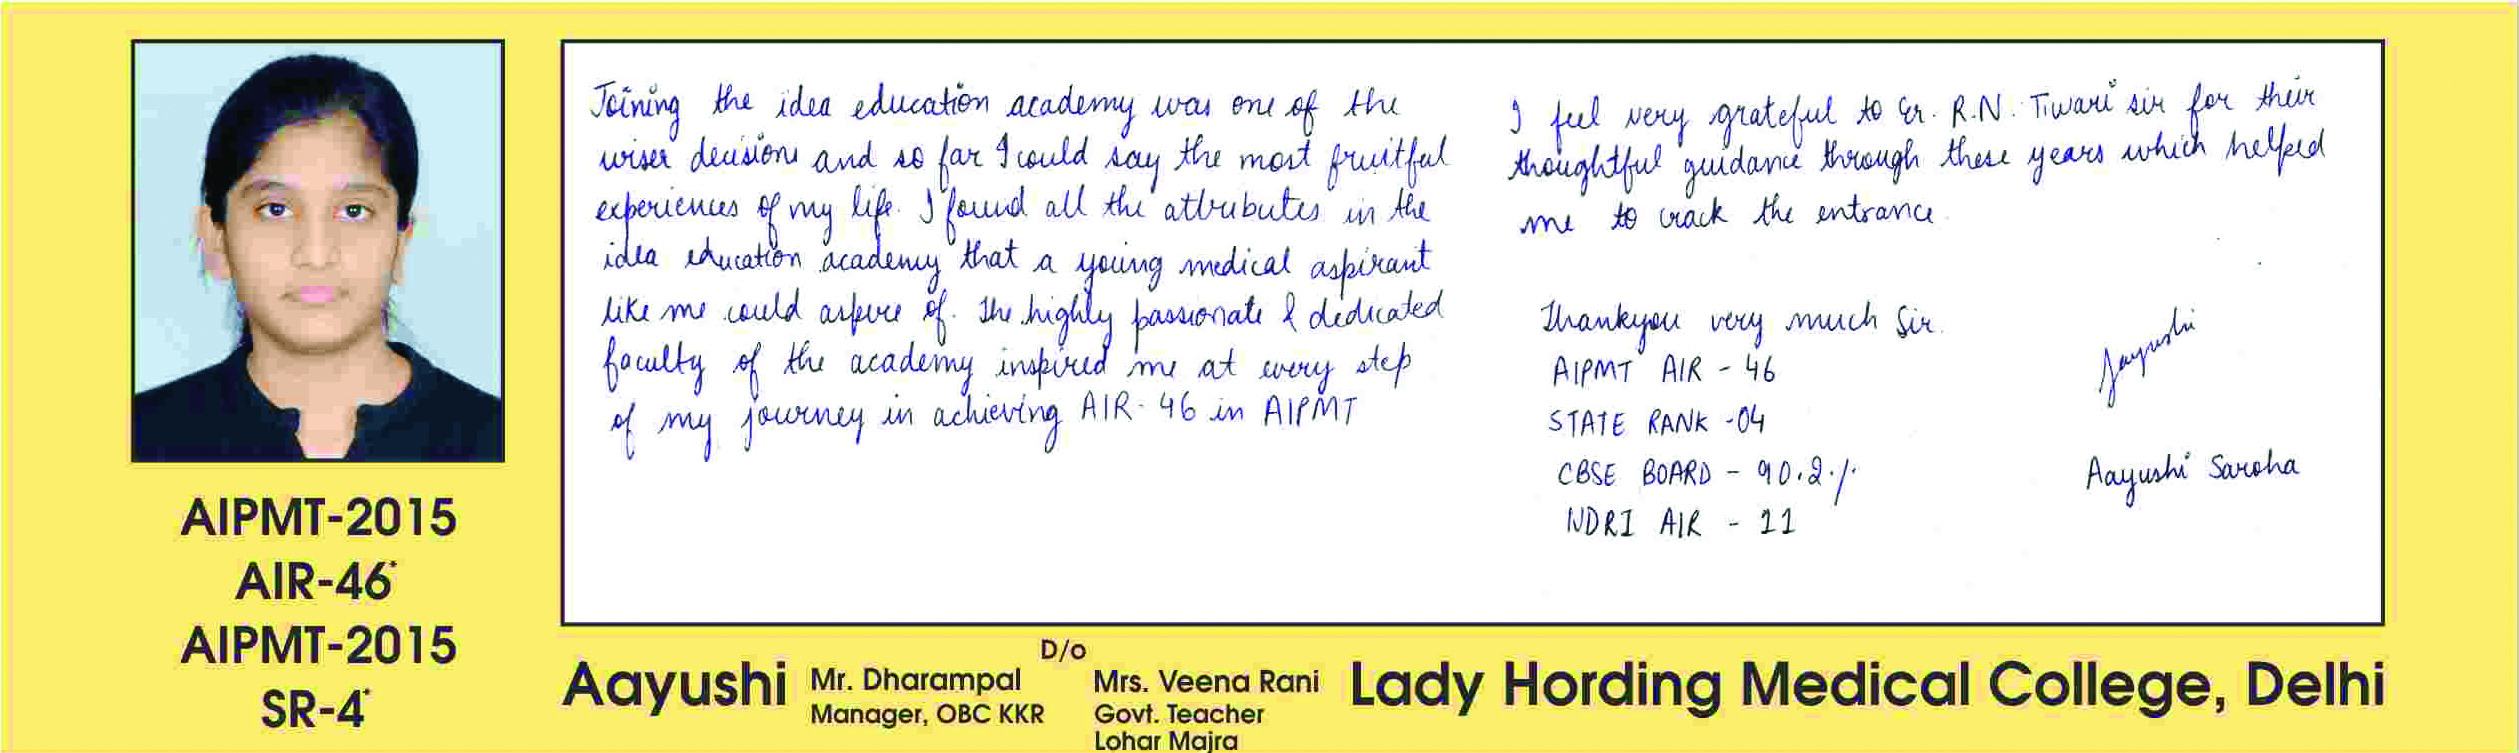 Joining the idea education academy was one of the
wiser decisions and so far I could say the most fruitful
experiences of my life. I found all the attributes in the
idea education academy that a young medical aspirant
like me could aspire of. The highly passionate & dedicated
faculty of the academy inspired me at every step
of my journey in achieving AIR-46 in AIPMT
I feel very grateful to Er. R.N. Tiwari sir for their
thoughtful guidance through these years which helped
me to crack the entrance.
Thankyou very much Sir.
AIPMT AIR - 46
STATE RANK - 04
CBSE BOARD - 90.2%
NDRI AIR - 11
Aayushi
Aayushi Saroha
AIPMT-2015
AIR-46*
AIPMT-2015
SR-4*
Aayushi
D/o
Mr. Dharampal
Manager, OBC KKR
Mrs. Veena Rani
Govt. Teacher
Lohar Majra
Lady Hording Medical College, Delhi